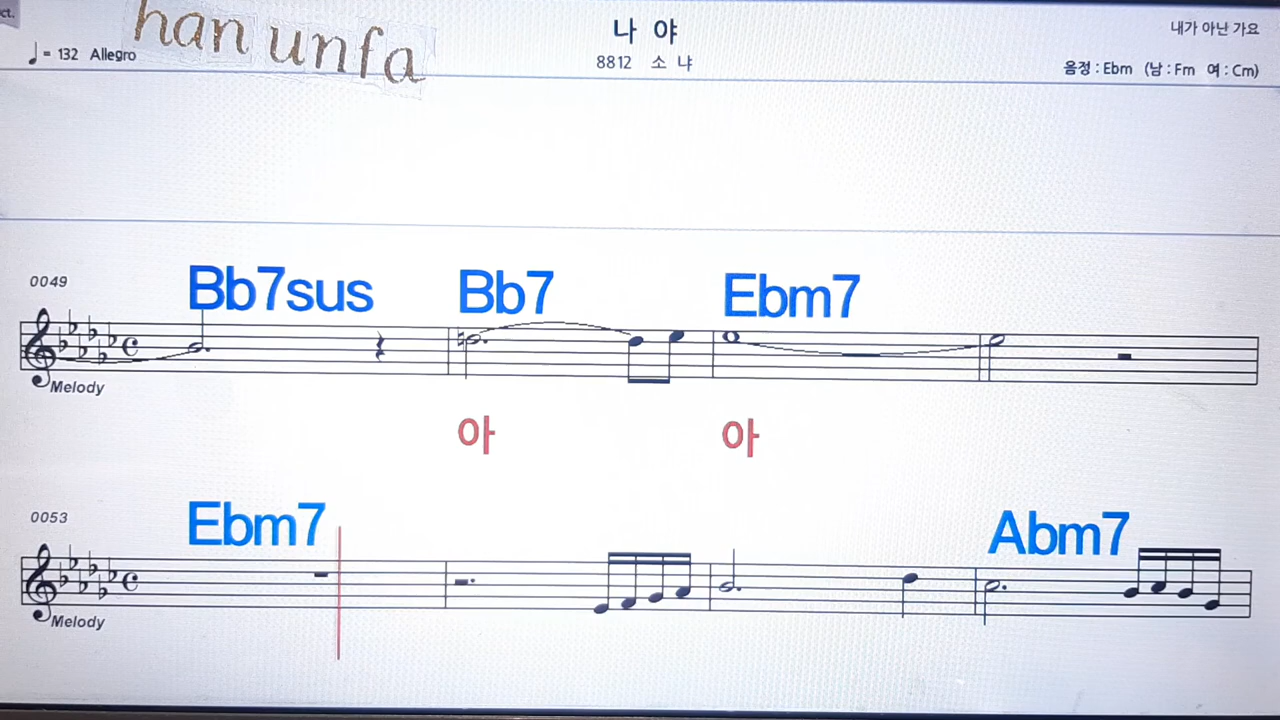 ct.
han unfa
나 야
내가 아닌 가요
♩= 132 Allegro
8812 소 냐
음정 : Ebm (남 : Fm 여 : Cm)
0049
Bb7sus Bb7 Ebm7
Melody
아 아
0053
Ebm7 Abm7
Melody